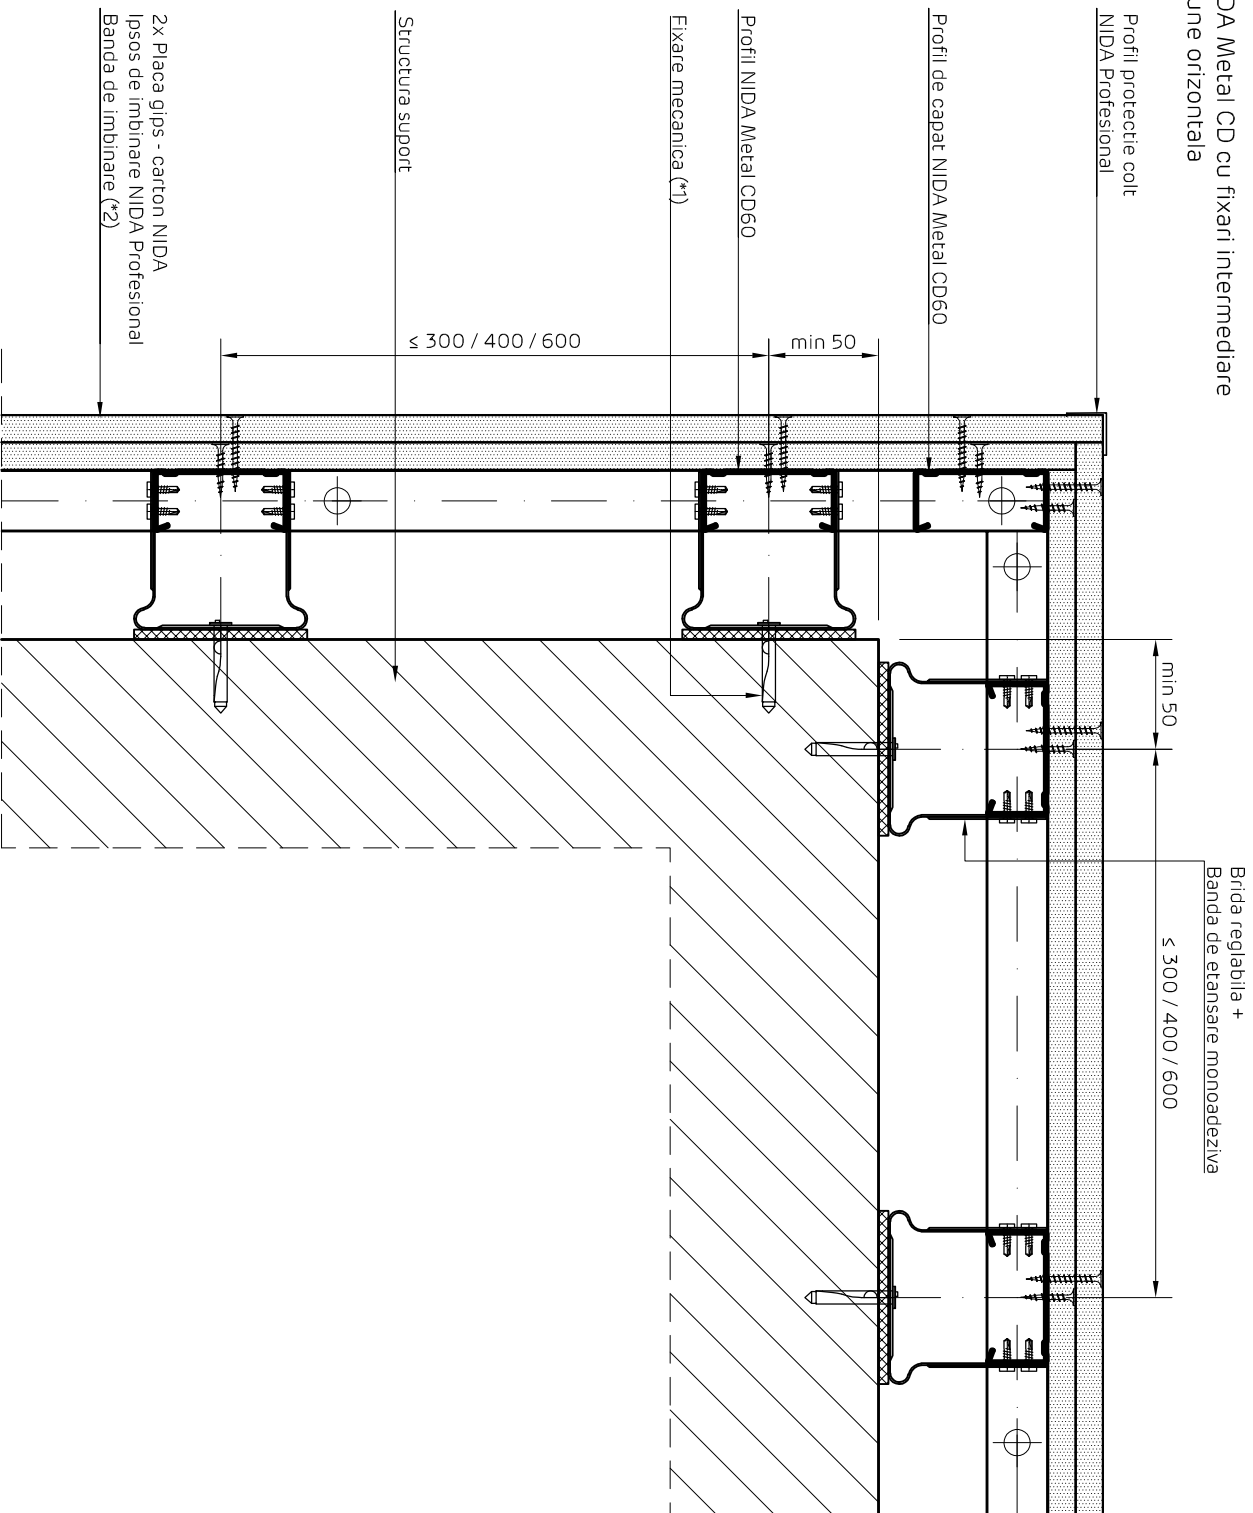 DA Metal CD cu fixari intermediare
une orizontala
Profil protectie colt
NIDA Profesional
Profil de capat NIDA Metal CD60
Profil NIDA Metal CD60
Fixare mecanica (*1)
Structura suport
2x Placa gips - carton NIDA
Ipsos de imbinare NIDA Profesional
Banda de imbinare (*2)
≤ 300 / 400 / 600
min 50
min 50
≤ 300 / 400 / 600
Brida reglabila +
Banda de etansare monoadeziva